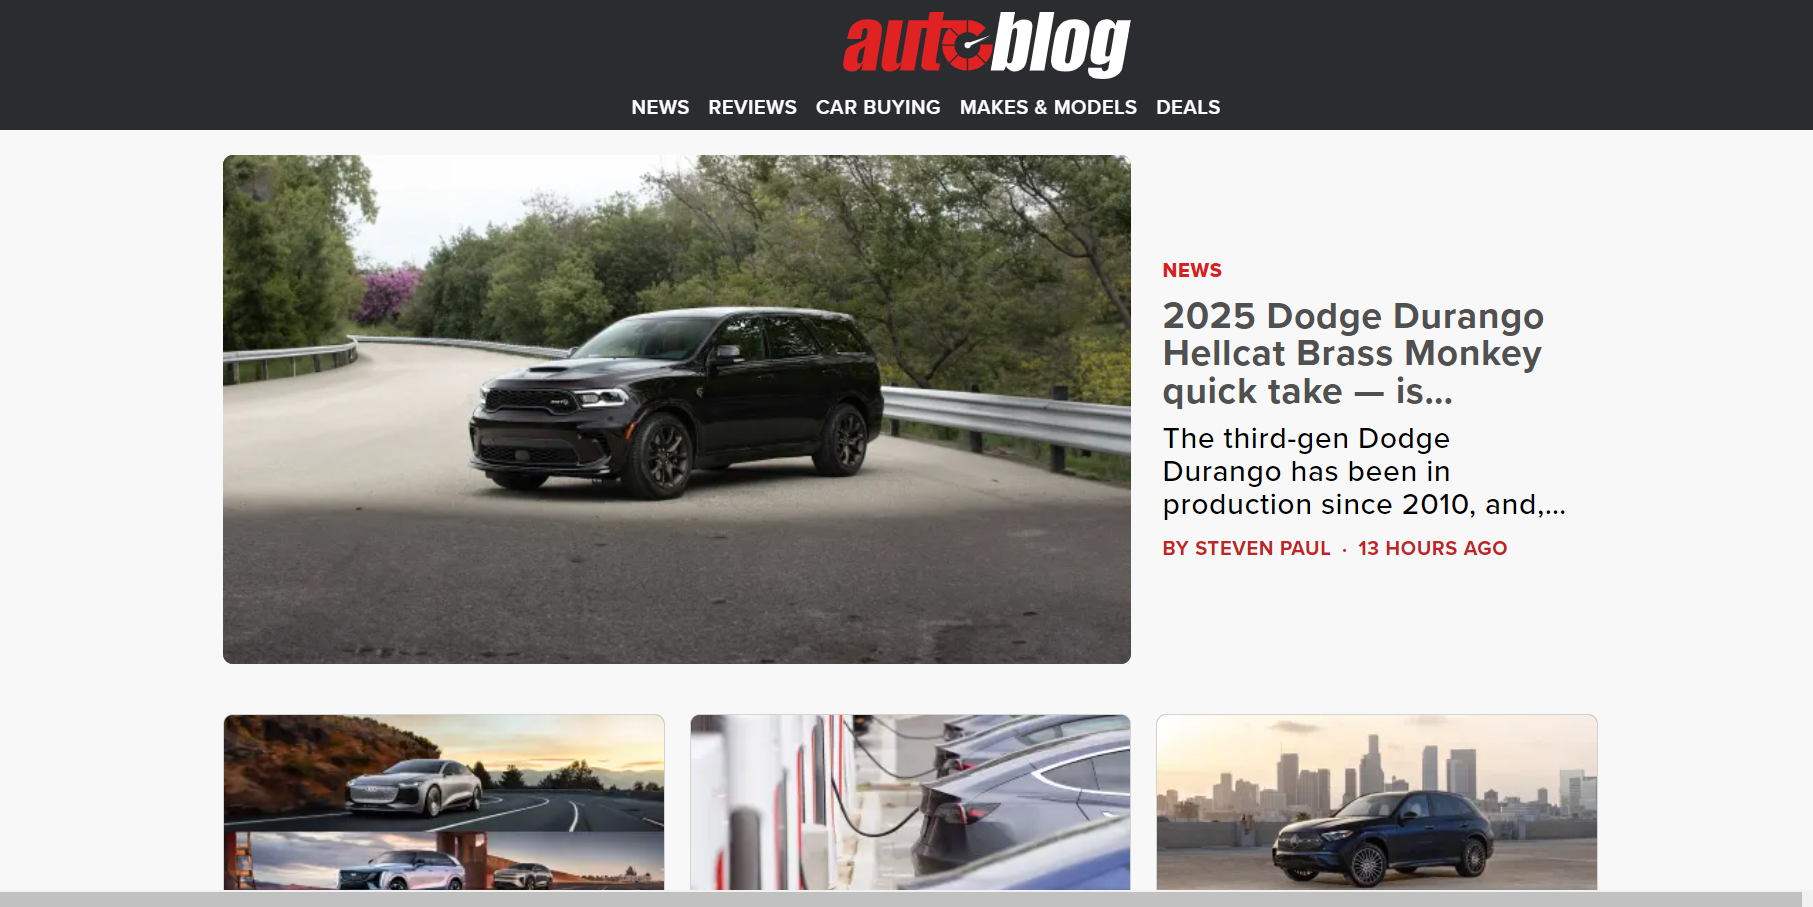 autoblog
NEWS REVIEWS CAR BUYING MAKES & MODELS DEALS
NEWS
2025 Dodge Durango
Hellcat Brass Monkey
quick take — is...
The third-gen Dodge
Durango has been in
production since 2010, and,...
BY STEVEN PAUL · 13 HOURS AGO